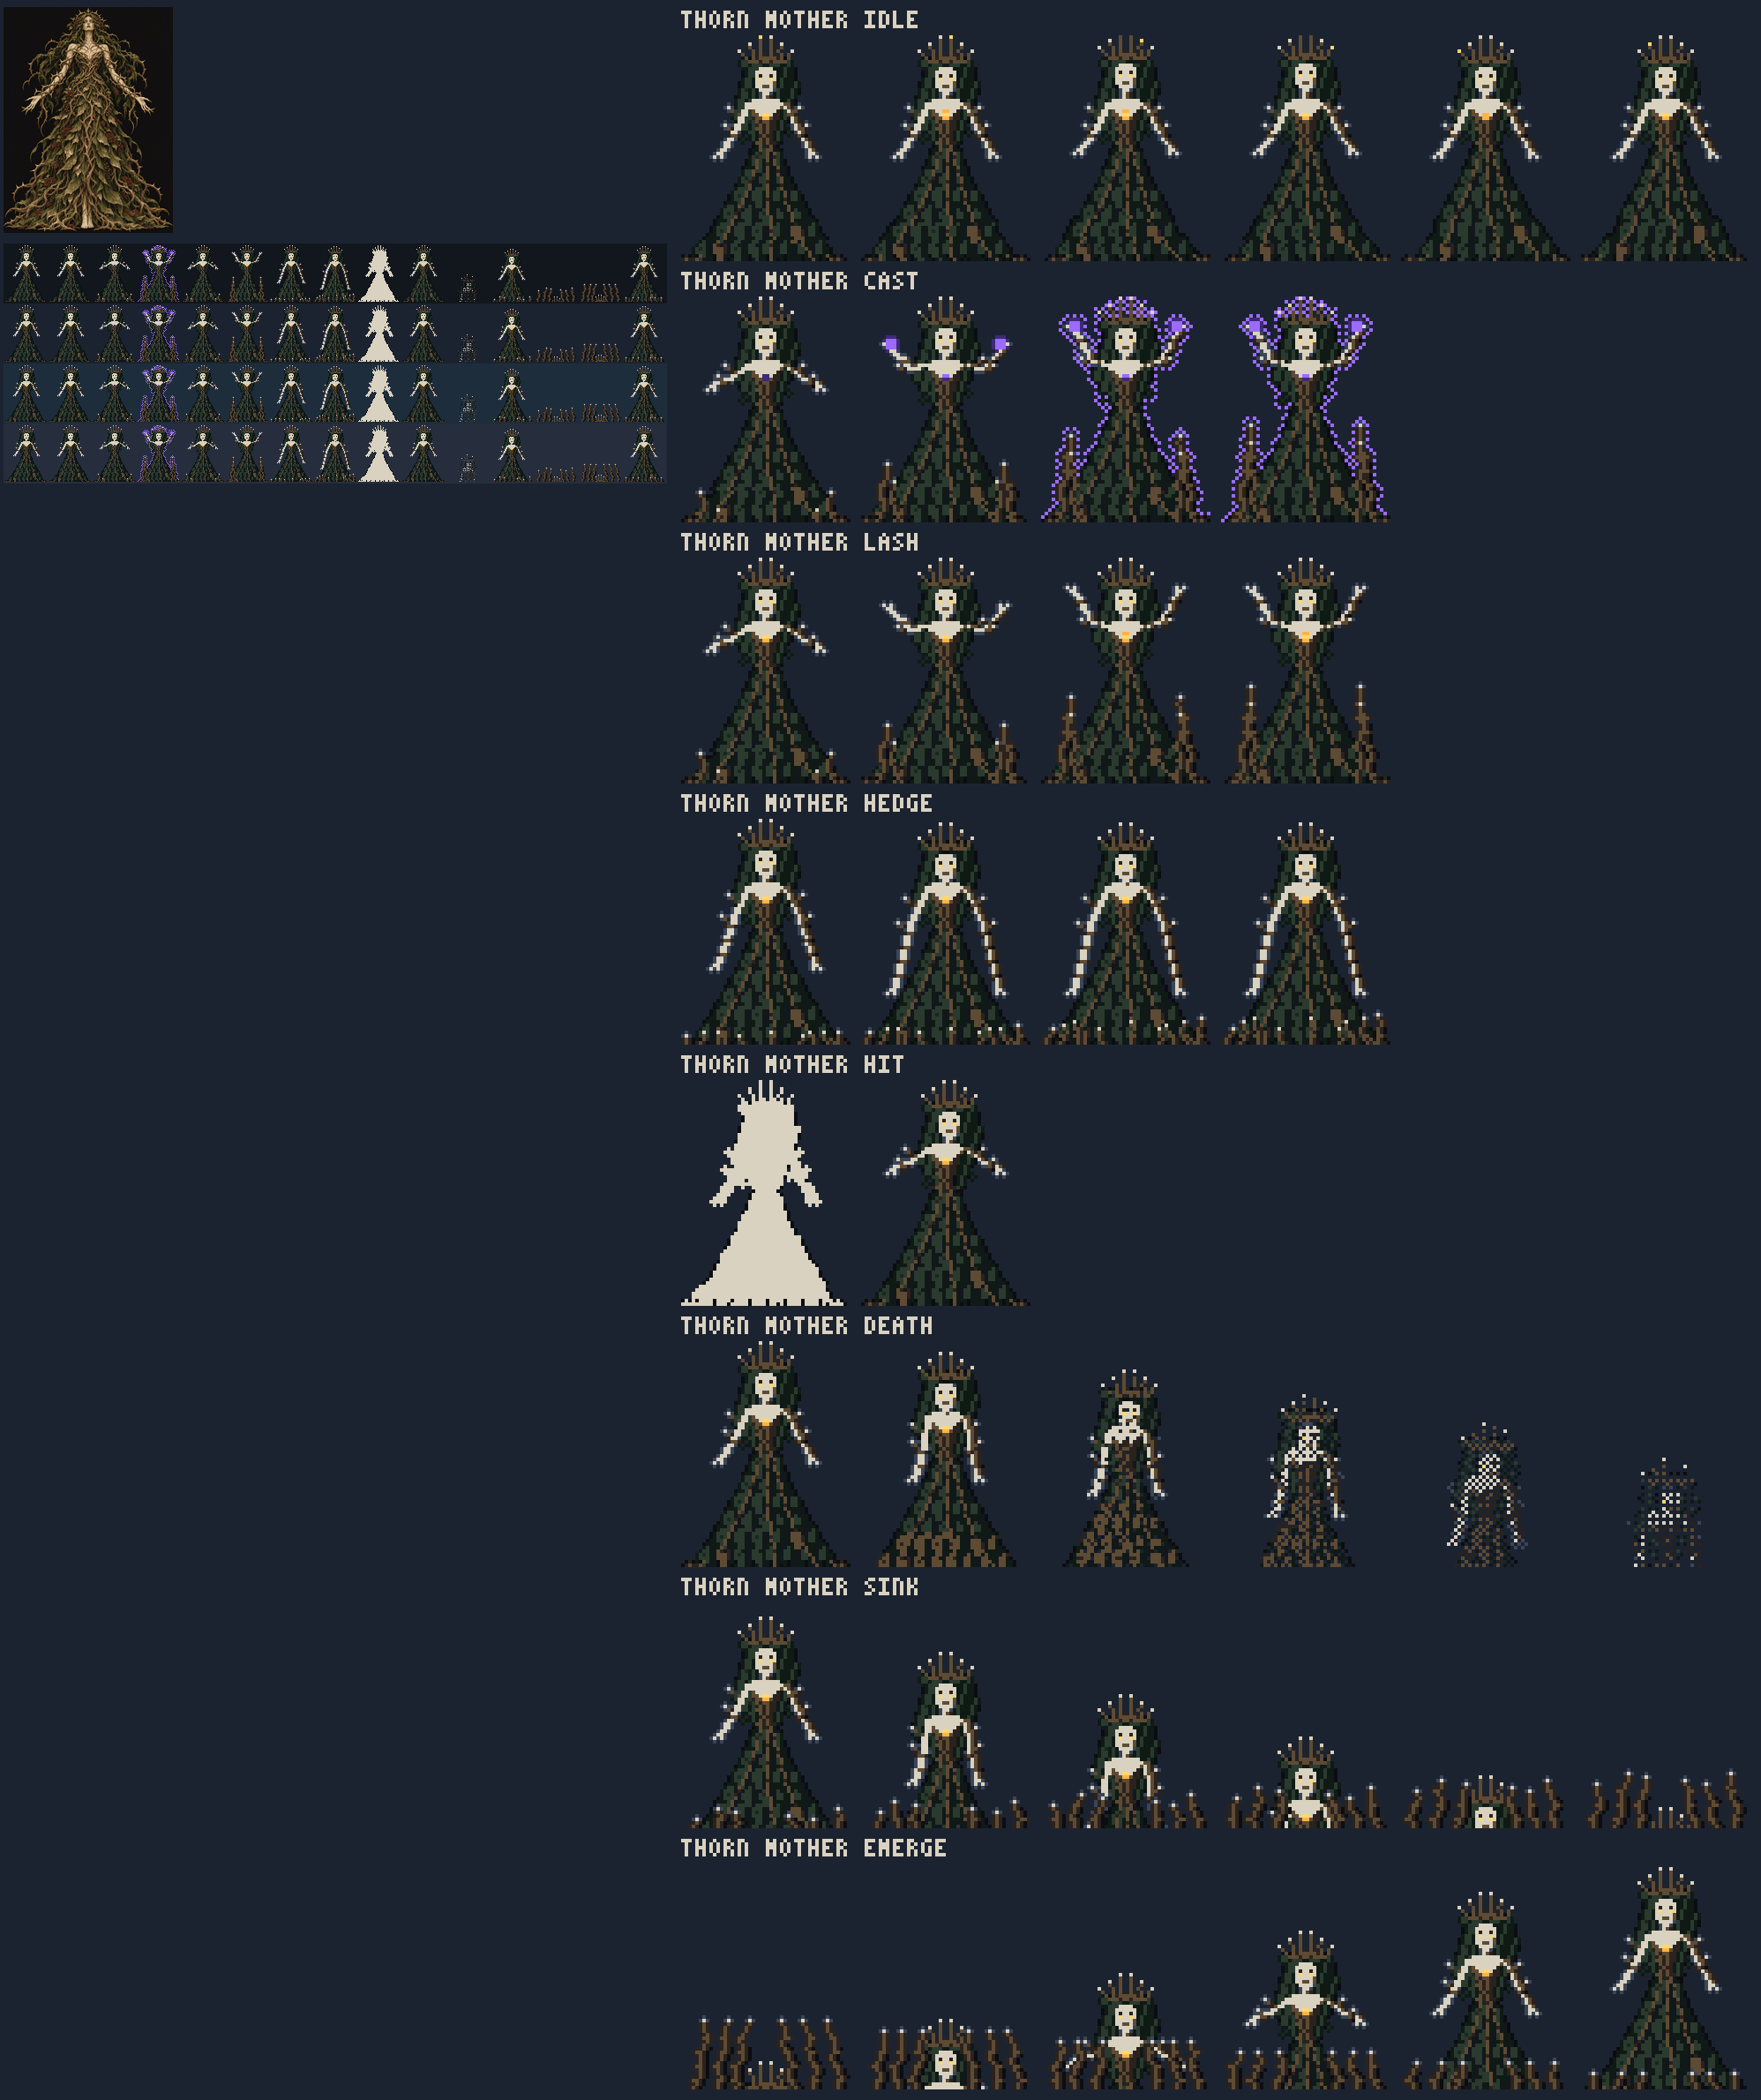 THORN MOTHER IDLE
THORN MOTHER CAST
THORN MOTHER LASH
THORN MOTHER HEDGE
THORN MOTHER HIT
THORN MOTHER DEATH
THORN MOTHER SINK
THORN MOTHER EMERGE